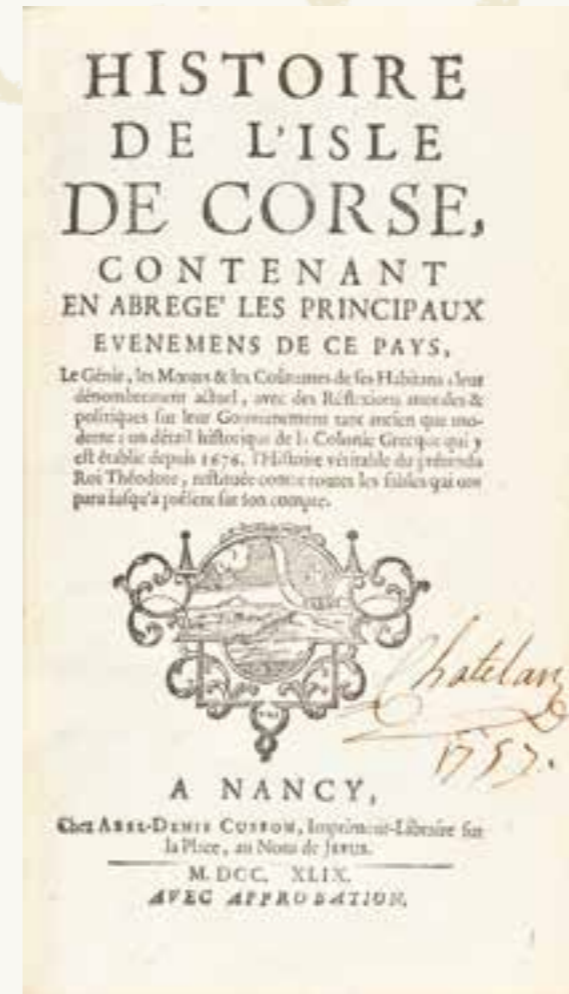 HISTOIRE
DE L'ISLE
DE CORSE,
CONTENANT
EN ABREGE' LES PRINCIPAUX
EVENEMENS DE CE PAYS,
Le Génie, les Mœurs & les Coûtumes de ses Habitans, leur
dénombrement actuel, avec des Réflexions morales &
politiques sur leur Gouvernement tant ancien que mo-
derne ; un détail historique de la Colonie Grecque qui y
est établie depuis 1676. l'Histoire véritable du prétendu
Roi Théodore, restituée contre toutes les fables qui ont
paru jusqu'à présent sur son compte.
Chatelain
1757.
A NANCY,
Chez ABEL-DENIS CUSSON, Imprimeur-Libraire sur
la Place, au Nom de JESUS.
M. DCC. XLIX.
AVEC APPROBATION.